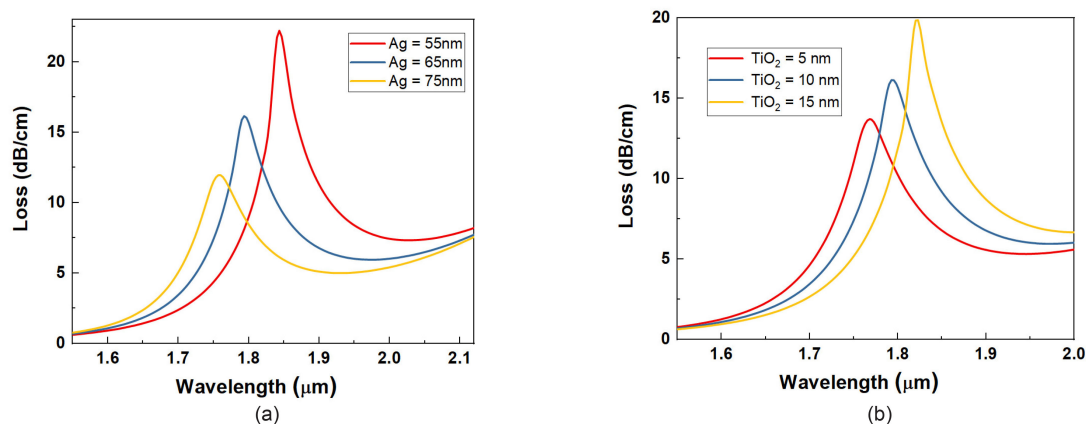 20
15
10
5
0
Loss (dB/cm)
Ag = 55nm
Ag = 65nm
Ag = 75nm
1.6
1.7
1.8
1.9
2.0
2.1
Wavelength (μm)
(a)
20
15
10
5
0
Loss (dB/cm)
TiO₂ = 5 nm
TiO₂ = 10 nm
TiO₂ = 15 nm
1.6
1.7
1.8
1.9
2.0
Wavelength (μm)
(b)